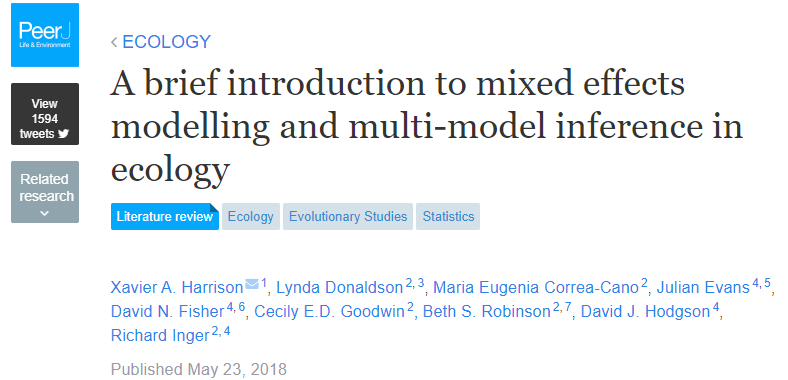 PeerJ
Life & Environment
View
1594
tweets
Related
research
< ECOLOGY
A brief introduction to mixed effects
modelling and multi-model inference in
ecology
Literature review Ecology Evolutionary Studies Statistics
Xavier A. Harrison 1, Lynda Donaldson 2, 3, Maria Eugenia Correa-Cano 2, Julian Evans 4, 5,
David N. Fisher 4, 6, Cecily E.D. Goodwin 2, Beth S. Robinson 2, 7, David J. Hodgson 4,
Richard Inger 2, 4
Published May 23, 2018